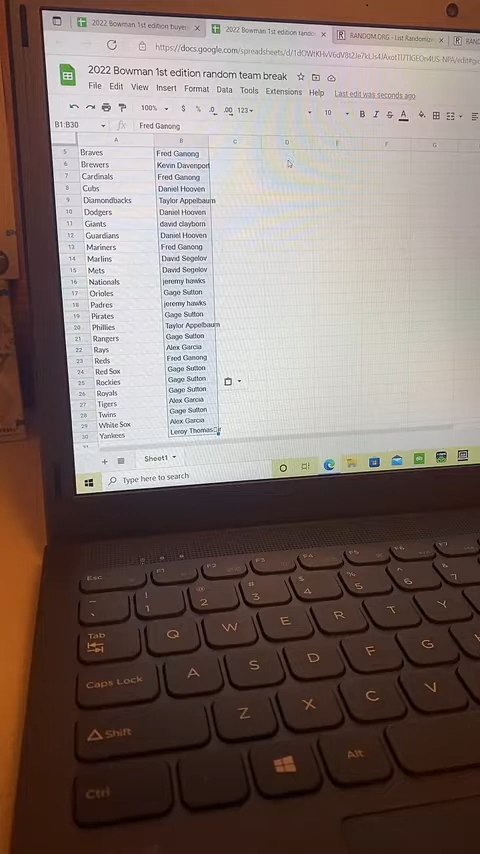 2022 Bowman 1st edition buyer
2022 Bowman 1st edition rando
RANDOM.ORG - List Randomize
https://docs.google.com/spreadsheets/d/
2022 Bowman 1st edition random team break
File Edit View Insert Format Data Tools Extensions Help Last edit was seconds ago
100% $ % .0 .00 123 10 B I S A
B1:B30 fx Fred Ganong
A B C D E F G
5 Braves Fred Ganong
6 Brewers Kevin Davenport
7 Cardinals Fred Ganong
8 Cubs Daniel Hooven
9 Diamondbacks Taylor Appelbaum
10 Dodgers Daniel Hooven
11 Giants david clayborn
12 Guardians Daniel Hooven
13 Mariners Fred Ganong
14 Marlins David Segelov
15 Mets David Segelov
16 Nationals jeremy hawks
17 Orioles Gage Sutton
18 Padres jeremy hawks
19 Pirates Gage Sutton
20 Phillies Taylor Appelbaum
21 Rangers Gage Sutton
22 Rays Alex Garcia
23 Reds Fred Ganong
24 Red Sox Gage Sutton
25 Rockies Gage Sutton
26 Royals Gage Sutton
27 Tigers Alex Garcia
28 Twins Gage Sutton
29 White Sox Alex Garcia
30 Yankees Leroy Thomas
Sheet1
Type here to search
Esc F1 F2 F3 F4 F5 F6 F7
~ ` ! 1 @ 2 # 3 $ 4 % 5 ^ 6 & 7
Tab Q W E R T Y
Caps Lock A S D F G
Shift Z X C V
Ctrl Alt